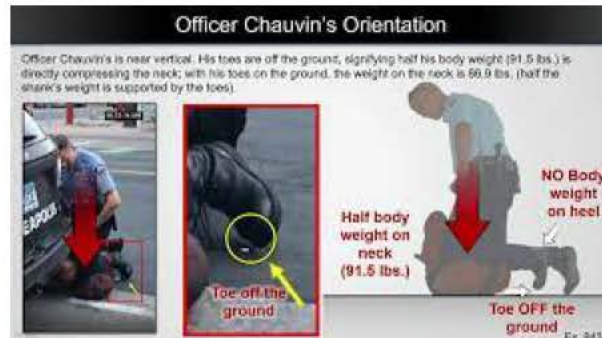 Officer Chauvin's Orientation
Officer Chauvin's is near vertical. His toes are off the ground, signifying half his body weight (91.5 lbs.) is
directly compressing the neck; with his toes on the ground, the weight on the neck is 86.9 lbs. (half the
shank's weight is supported by the toes).
EAPOLIS
Toe off the
ground
Half body
weight on
neck
(91.5 lbs.)
NO Body
weight
on heel
Toe OFF the
ground
Ex. 943